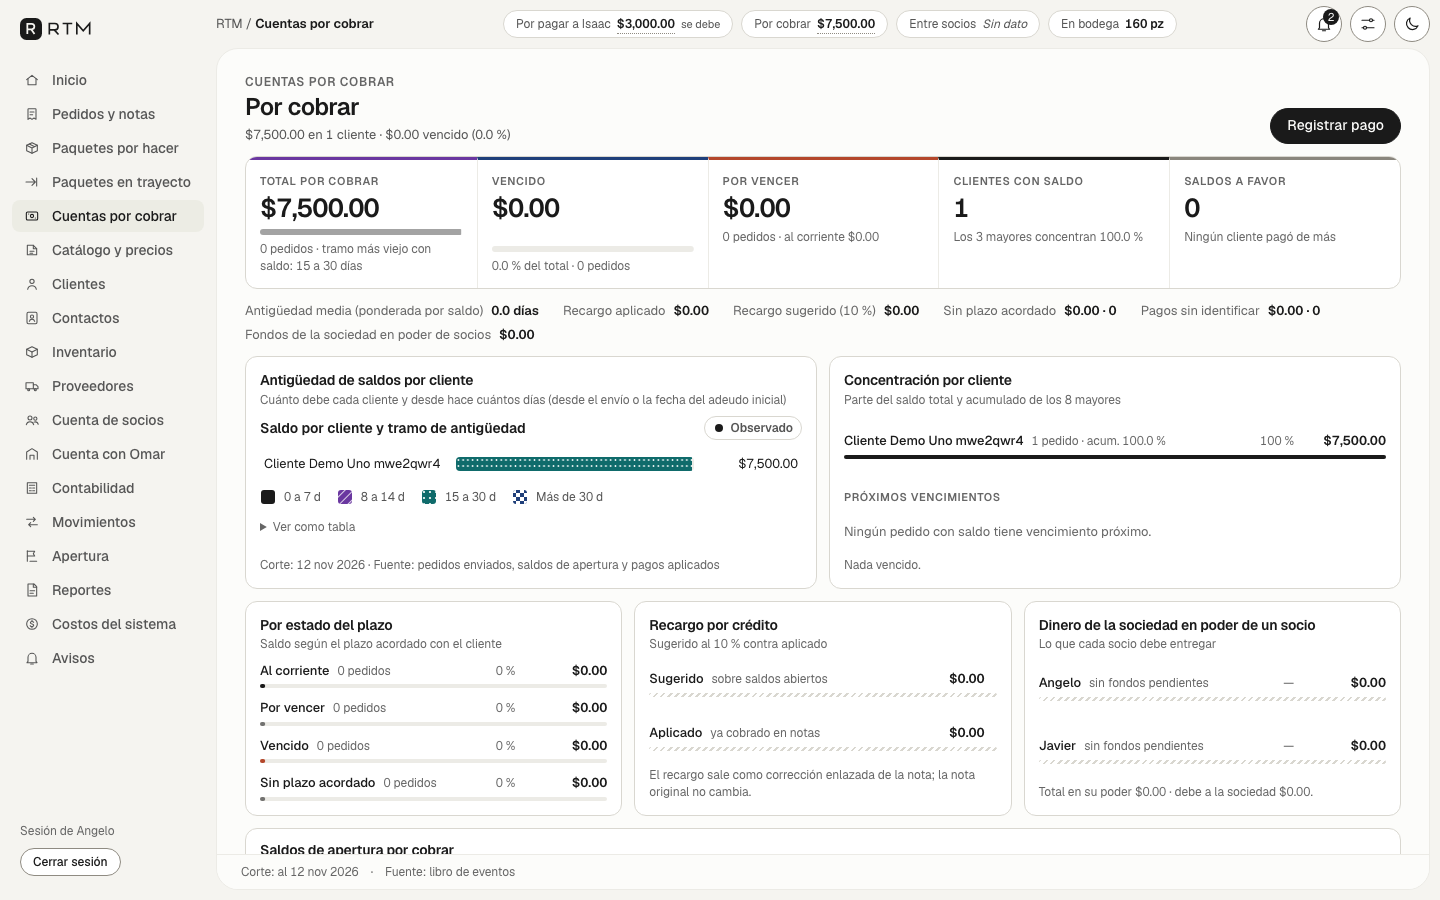 R RTM
RTM / Cuentas por cobrar
Por pagar a Isaac $3,000.00 se debe
Por cobrar $7,500.00
Entre socios Sin dato
En bodega 160 pz
2
Inicio
Pedidos y notas
Paquetes por hacer
Paquetes en trayecto
Cuentas por cobrar
Catálogo y precios
Clientes
Contactos
Inventario
Proveedores
Cuenta de socios
Cuenta con Omar
Contabilidad
Movimientos
Apertura
Reportes
Costos del sistema
Avisos
Sesión de Angelo
Cerrar sesión
CUENTAS POR COBRAR
Por cobrar
$7,500.00 en 1 cliente · $0.00 vencido (0.0 %)
Registrar pago
TOTAL POR COBRAR
$7,500.00
0 pedidos · tramo más viejo con
saldo: 15 a 30 días
VENCIDO
$0.00
0.0 % del total · 0 pedidos
POR VENCER
$0.00
0 pedidos · al corriente $0.00
CLIENTES CON SALDO
1
Los 3 mayores concentran 100.0 %
SALDOS A FAVOR
0
Ningún cliente pagó de más
Antigüedad media (ponderada por saldo) 0.0 días
Recargo aplicado $0.00
Recargo sugerido (10 %) $0.00
Sin plazo acordado $0.00 · 0
Pagos sin identificar $0.00 · 0
Fondos de la sociedad en poder de socios $0.00
Antigüedad de saldos por cliente
Cuánto debe cada cliente y desde hace cuántos días (desde el envío o la fecha del adeudo inicial)
Saldo por cliente y tramo de antigüedad
Observado
Cliente Demo Uno mwe2qwr4 $7,500.00
0 a 7 d 8 a 14 d 15 a 30 d Más de 30 d
Ver como tabla
Corte: 12 nov 2026 · Fuente: pedidos enviados, saldos de apertura y pagos aplicados
Concentración por cliente
Parte del saldo total y acumulado de los 8 mayores
Cliente Demo Uno mwe2qwr4 1 pedido · acum. 100.0 % 100 % $7,500.00
PRÓXIMOS VENCIMIENTOS
Ningún pedido con saldo tiene vencimiento próximo.
Nada vencido.
Por estado del plazo
Saldo según el plazo acordado con el cliente
Al corriente 0 pedidos 0 % $0.00
Por vencer 0 pedidos 0 % $0.00
Vencido 0 pedidos 0 % $0.00
Sin plazo acordado 0 pedidos 0 % $0.00
Recargo por crédito
Sugerido al 10 % contra aplicado
Sugerido sobre saldos abiertos $0.00
Aplicado ya cobrado en notas $0.00
El recargo sale como corrección enlazada de la nota; la nota
original no cambia.
Dinero de la sociedad en poder de un socio
Lo que cada socio debe entregar
Angelo sin fondos pendientes — $0.00
Javier sin fondos pendientes — $0.00
Total en su poder $0.00 · debe a la sociedad $0.00.
Saldos de apertura por cobrar
Corte: al 12 nov 2026 · Fuente: libro de eventos